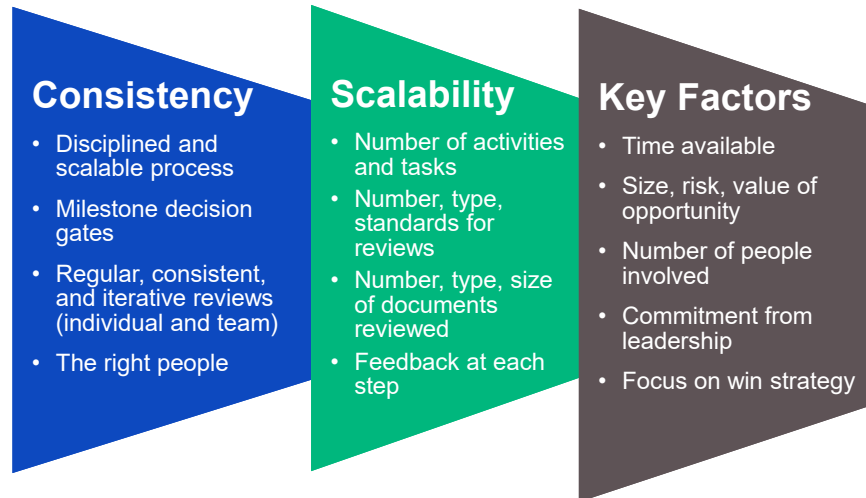 Consistency
• Disciplined and
scalable process
• Milestone decision
gates
• Regular, consistent,
and iterative reviews
(individual and team)
• The right people
Scalability
• Number of activities
and tasks
• Number, type,
standards for
reviews
• Number, type, size
of documents
reviewed
• Feedback at each
step
Key Factors
• Time available
• Size, risk, value of
opportunity
• Number of people
involved
• Commitment from
leadership
• Focus on win strategy